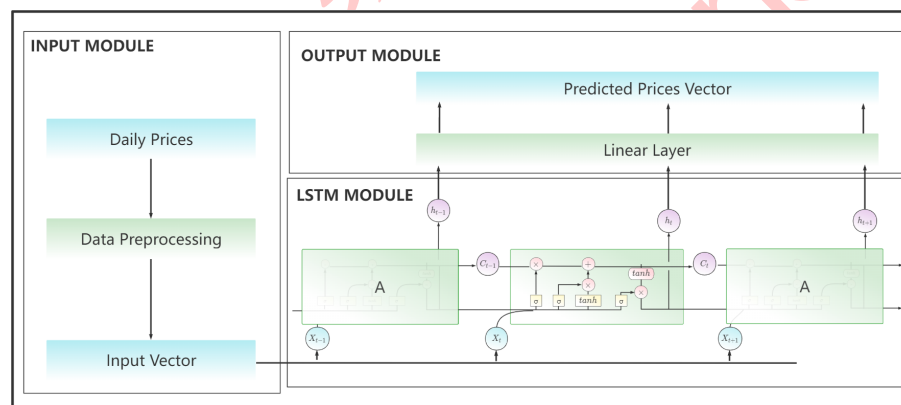 INPUT MODULE
Daily Prices
Data Preprocessing
Input Vector
OUTPUT MODULE
Predicted Prices Vector
Linear Layer
LSTM MODULE
h_{t-1}
h_t
h_{t+1}
C_{t-1}
× + tanh
C_t
A
×
×
A
σ σ tanh σ
X_{t-1}
X_t
X_{t+1}